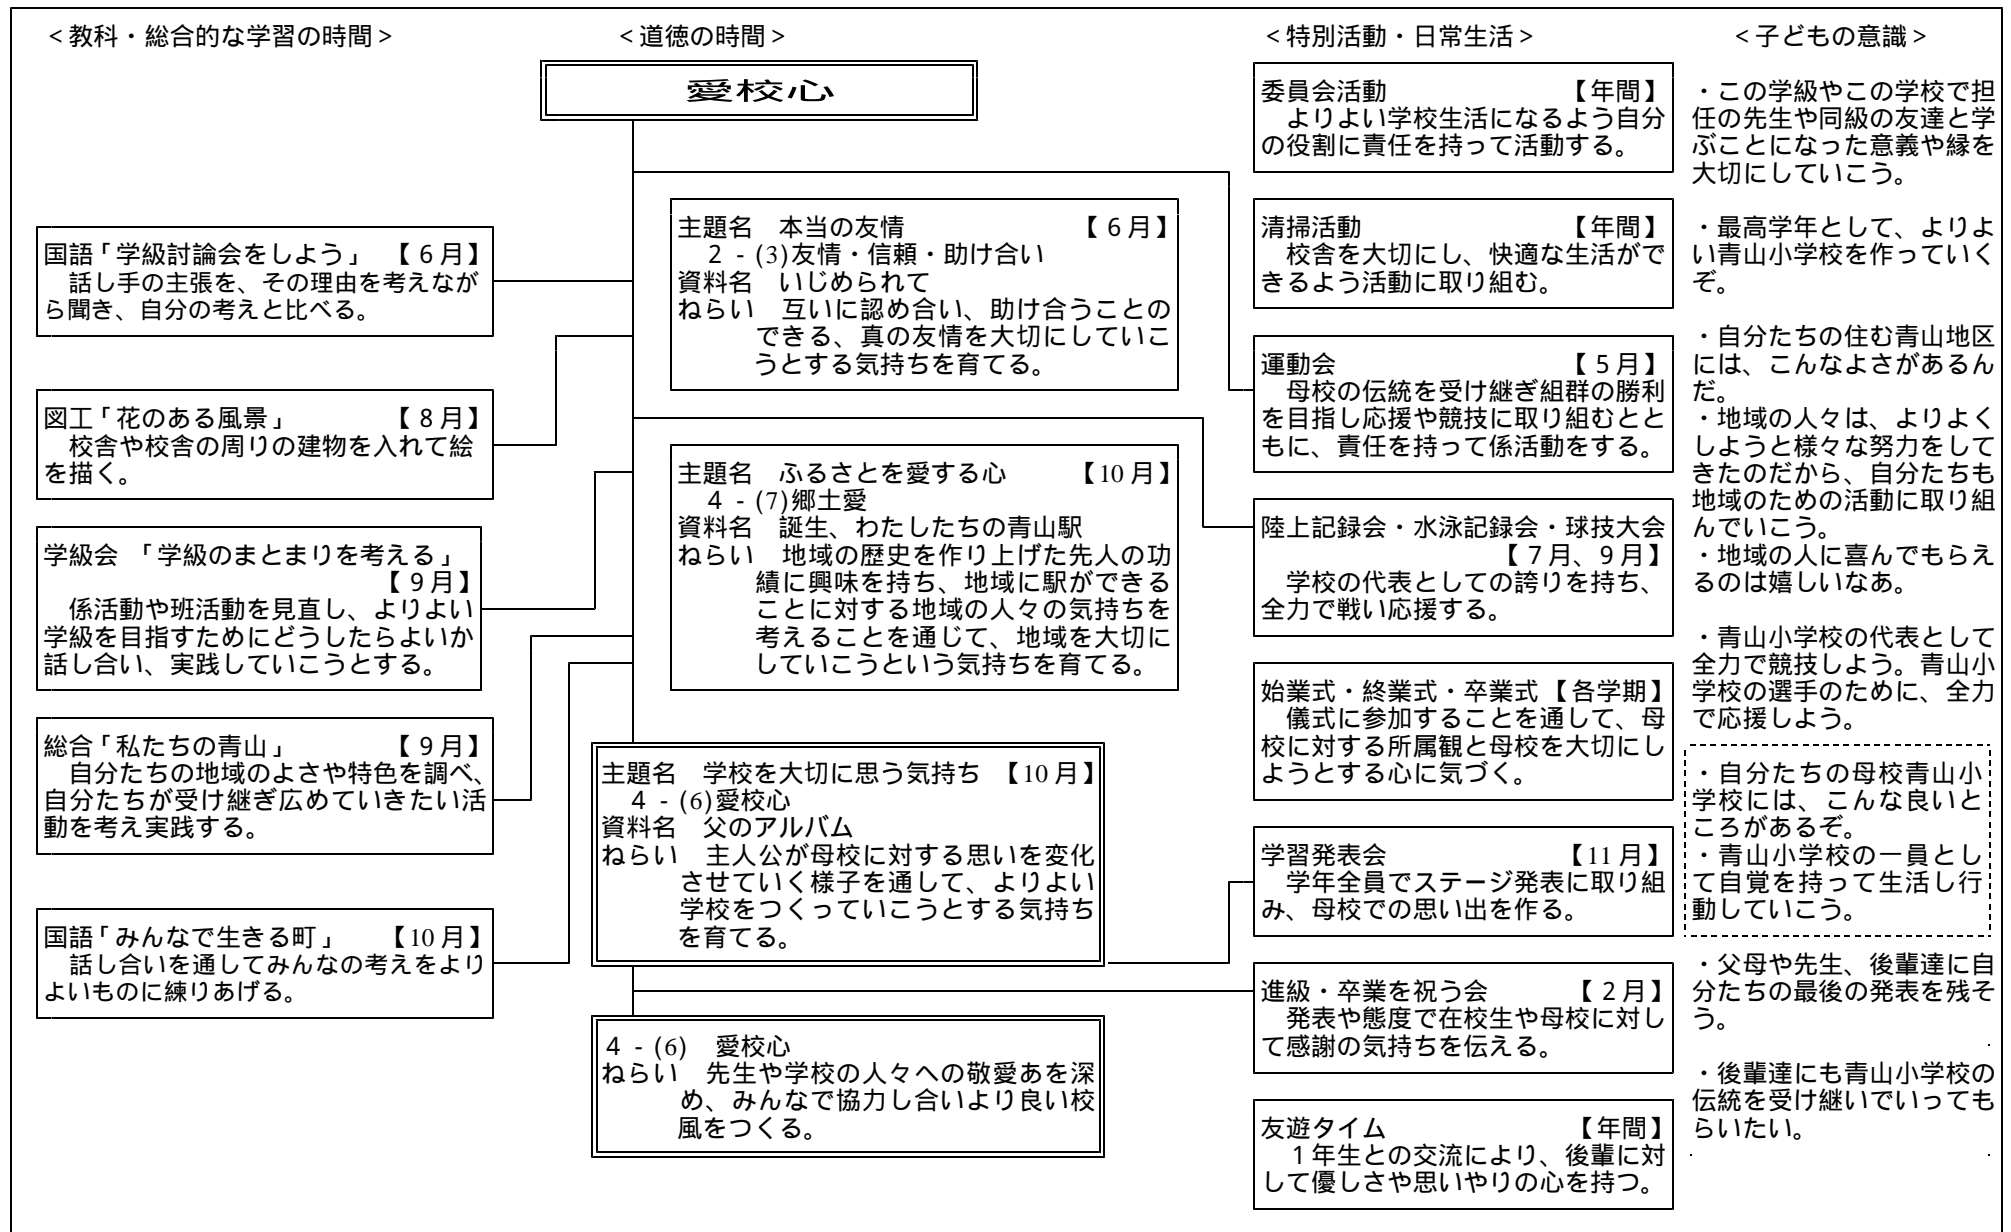 ＜教科・総合的な学習の時間＞
＜道徳の時間＞
＜特別活動・日常生活＞
＜子どもの意識＞
愛校心
国語「学級討論会をしよう」　【６月】
話し手の主張を、その理由を考えなが
ら聞き、自分の考えと比べる。
図工「花のある風景」　【８月】
校舎や校舎の周りの建物を入れて絵
を描く。
学級会　「学級のまとまりを考える」
【９月】
係活動や班活動を見直し、よりよい
学級を目指すためにどうしたらよいか
話し合い、実践していこうとする。
総合「私たちの青山」　【９月】
自分たちの地域のよさや特色を調べ、
自分たちが受け継ぎ広めていきたい活
動を考え実践する。
国語「みんなで生きる町」　【10月】
話し合いを通してみんなの考えをより
よいものに練りあげる。
主題名　本当の友情　【６月】
２-(3)友情・信頼・助け合い
資料名　いじめられて
ねらい　互いに認め合い、助け合うことの
できる、真の友情を大切にしていこ
うとする気持ちを育てる。
主題名　ふるさとを愛する心　【10月】
４-(7)郷土愛
資料名　誕生、わたしたちの青山駅
ねらい　地域の歴史を作り上げた先人の功
績に興味を持ち、地域に駅ができる
ことに対する地域の人々の気持ちを
考えることを通じて、地域を大切に
していこうという気持ちを育てる。
主題名　学校を大切に思う気持ち　【10月】
４-(6)愛校心
資料名　父のアルバム
ねらい　主人公が母校に対する思いを変化
させていく様子を通して、よりよい
学校をつくっていこうとする気持ち
を育てる。
４-(6)　愛校心
ねらい　先生や学校の人々への敬愛あを深
め、みんなで協力し合いより良い校
風をつくる。
委員会活動　【年間】
よりよい学校生活になるよう自分
の役割に責任を持って活動する。
清掃活動　【年間】
校舎を大切にし、快適な生活がで
きるよう活動に取り組む。
運動会　【５月】
母校の伝統を受け継ぎ組群の勝利
を目指し応援や競技に取り組むとと
もに、責任を持って係活動をする。
陸上記録会・水泳記録会・球技大会
【７月、９月】
学校の代表としての誇りを持ち、
全力で戦い応援する。
始業式・終業式・卒業式【各学期】
儀式に参加することを通して、母
校に対する所属観と母校を大切にし
ようとする心に気づく。
学習発表会　【11月】
学年全員でステージ発表に取り組
み、母校での思い出を作る。
進級・卒業を祝う会　【２月】
発表や態度で在校生や母校に対し
て感謝の気持ちを伝える。
友遊タイム　【年間】
１年生との交流により、後輩に対
して優しさや思いやりの心を持つ。
・この学級やこの学校で担
任の先生や同級の友達と学
ぶことになった意義や縁を
大切にしていこう。
・最高学年として、よりよ
い青山小学校を作っていく
ぞ。
・自分たちの住む青山地区
には、こんなよさがあるん
だ。
・地域の人々は、よりよく
しようと様々な努力をして
きたのだから、自分たちも
地域のための活動に取り組
んでいこう。
・地域の人に喜んでもらえ
るのは嬉しいなあ。
・青山小学校の代表として
全力で競技しよう。青山小
学校の選手のために、全力
で応援しよう。
・自分たちの母校青山小
学校には、こんな良いと
ころがあるぞ。
・青山小学校の一員とし
て自覚を持って生活し行
動していこう。
・父母や先生、後輩達に自
分たちの最後の発表を残そ
う。
・後輩達にも青山小学校の
伝統を受け継いでいっても
らいたい。